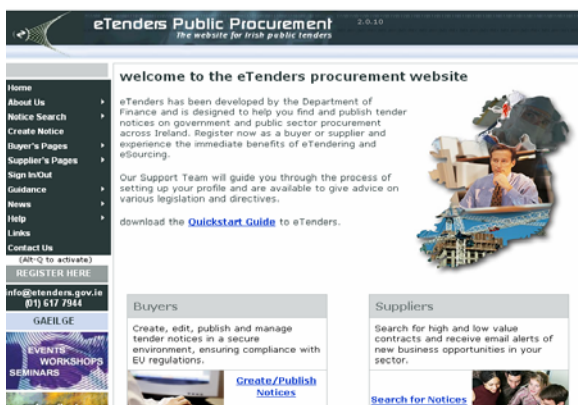 eTenders Public Procurement 2.0.10
The website for Irish public tenders
Home
About Us
Notice Search
Create Notice
Buyer's Pages
Supplier's Pages
Sign In/Out
Guidance
News
Help
Links
Contact Us
(Alt-Q to activate)
REGISTER HERE
info@etenders.gov.ie
(01) 617 7944
GAEILGE
EVENTS
WORKSHOPS
SEMINARS
welcome to the eTenders procurement website
eTenders has been developed by the Department of
Finance and is designed to help you find and publish tender
notices on government and public sector procurement
across Ireland. Register now as a buyer or supplier and
experience the immediate benefits of eTendering and
eSourcing.
Our Support Team will guide you through the process of
setting up your profile and are available to give advice on
various legislation and directives.
download the Quickstart Guide to eTenders.
Buyers
Create, edit, publish and manage
tender notices in a secure
environment, ensuring compliance with
EU regulations.
Create/Publish
Notices
Suppliers
Search for high and low value
contracts and receive email alerts of
new business opportunities in your
sector.
Search for Notices